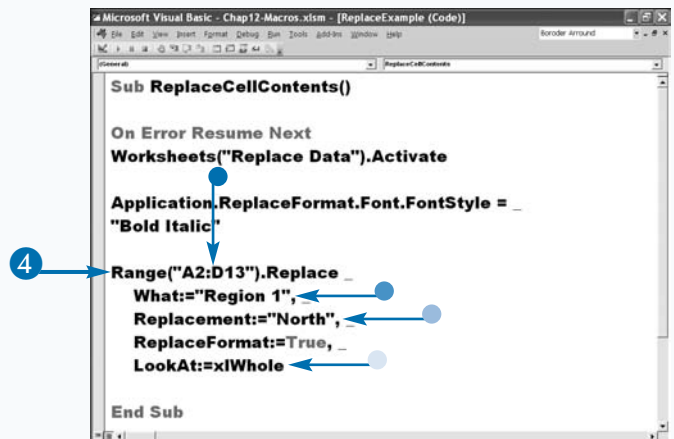 Microsoft Visual Basic - Chap12-Macros.xlsm - [ReplaceExample (Code)]
File Edit View Insert Format Debug Run Tools Add-Ins Window Help
Boroder Arround
(General)
ReplaceCellContents
Sub ReplaceCellContents()
On Error Resume Next
Worksheets("Replace Data").Activate
Application.ReplaceFormat.Font.FontStyle = _
"Bold Italic"
4
Range("A2:D13").Replace _
What:="Region 1", _
Replacement:="North", _
ReplaceFormat:=True, _
LookAt:=xlWhole
End Sub